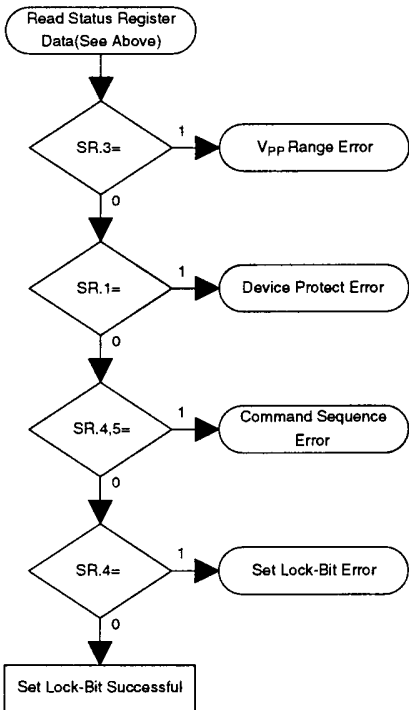 Read Status Register
Data(See Above)
SR.3=
1
VPP Range Error
0
SR.1=
1
Device Protect Error
0
SR.4,5=
1
Command Sequence
Error
0
SR.4=
1
Set Lock-Bit Error
0
Set Lock-Bit Successful